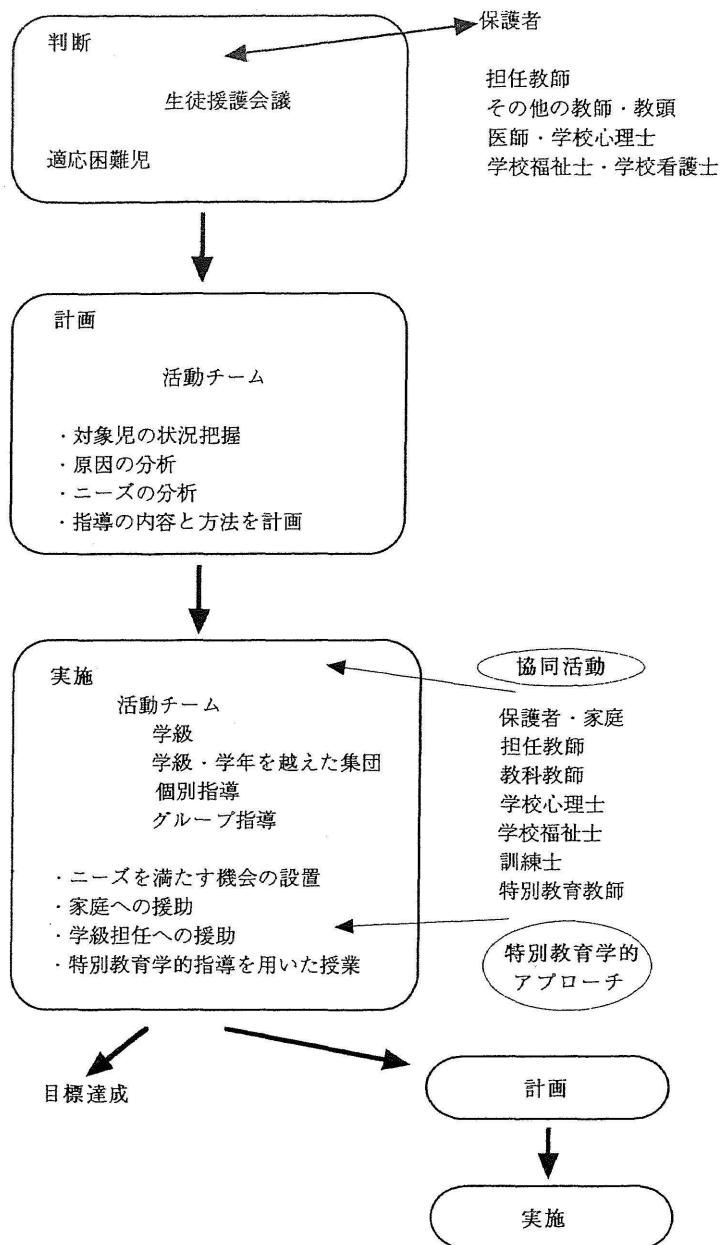 判断
生徒援護会議
適応困難児
保護者
担任教師
その他の教師・教頭
医師・学校心理士
学校福祉士・学校看護士
計画
活動チーム
・対象児の状況把握
・原因の分析
・ニーズの分析
・指導の内容と方法を計画
実施
活動チーム
学級
学級・学年を越えた集団
個別指導
グループ指導
・ニーズを満たす機会の設置
・家庭への援助
・学級担任への援助
・特別教育学的指導を用いた授業
協同活動
保護者・家庭
担任教師
教科教師
学校心理士
学校福祉士
訓練士
特別教育教師
特別教育学的
アプローチ
目標達成
計画
実施